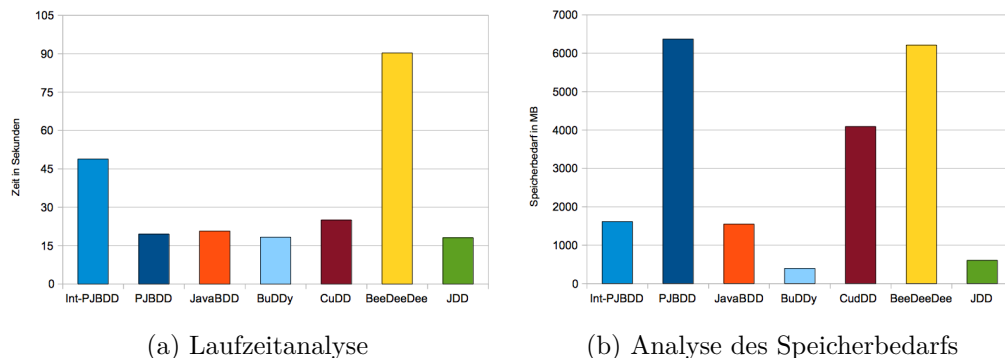 105
90
75
60
45
30
15
0
Zeit in Sekunden
Int-PJBDD PJBDD JavaBDD BuDDy CuDD BeeDeeDee JDD
(a) Laufzeitanalyse
7000
6000
5000
4000
3000
2000
1000
0
Speicherbedarf in MB
Int-PJBDD PJBDD JavaBDD BuDDy CudDD BeeDeeDee JDD
(b) Analyse des Speicherbedarfs